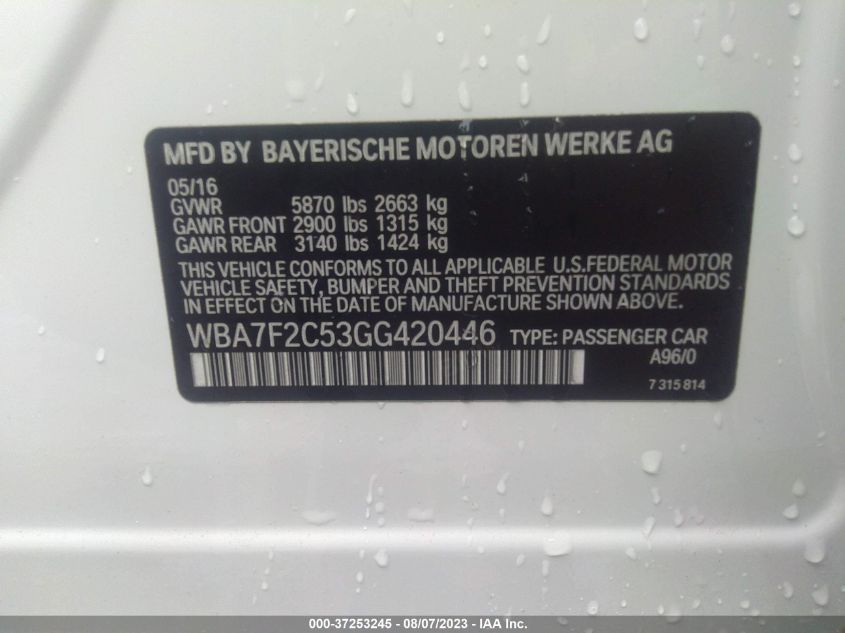 MFD BY BAYERISCHE MOTOREN WERKE AG
05/16
GVWR 5870 lbs 2663 kg
GAWR FRONT 2900 lbs 1315 kg
GAWR REAR 3140 lbs 1424 kg
THIS VEHICLE CONFORMS TO ALL APPLICABLE U.S.FEDERAL MOTOR
VEHICLE SAFETY, BUMPER AND THEFT PREVENTION STANDARDS
IN EFFECT ON THE DATE OF MANUFACTURE SHOWN ABOVE.
WBA7F2C53GG420446 TYPE: PASSENGER CAR
A96/0
7 315 814
000-37253245 - 08/07/2023 - IAA Inc.